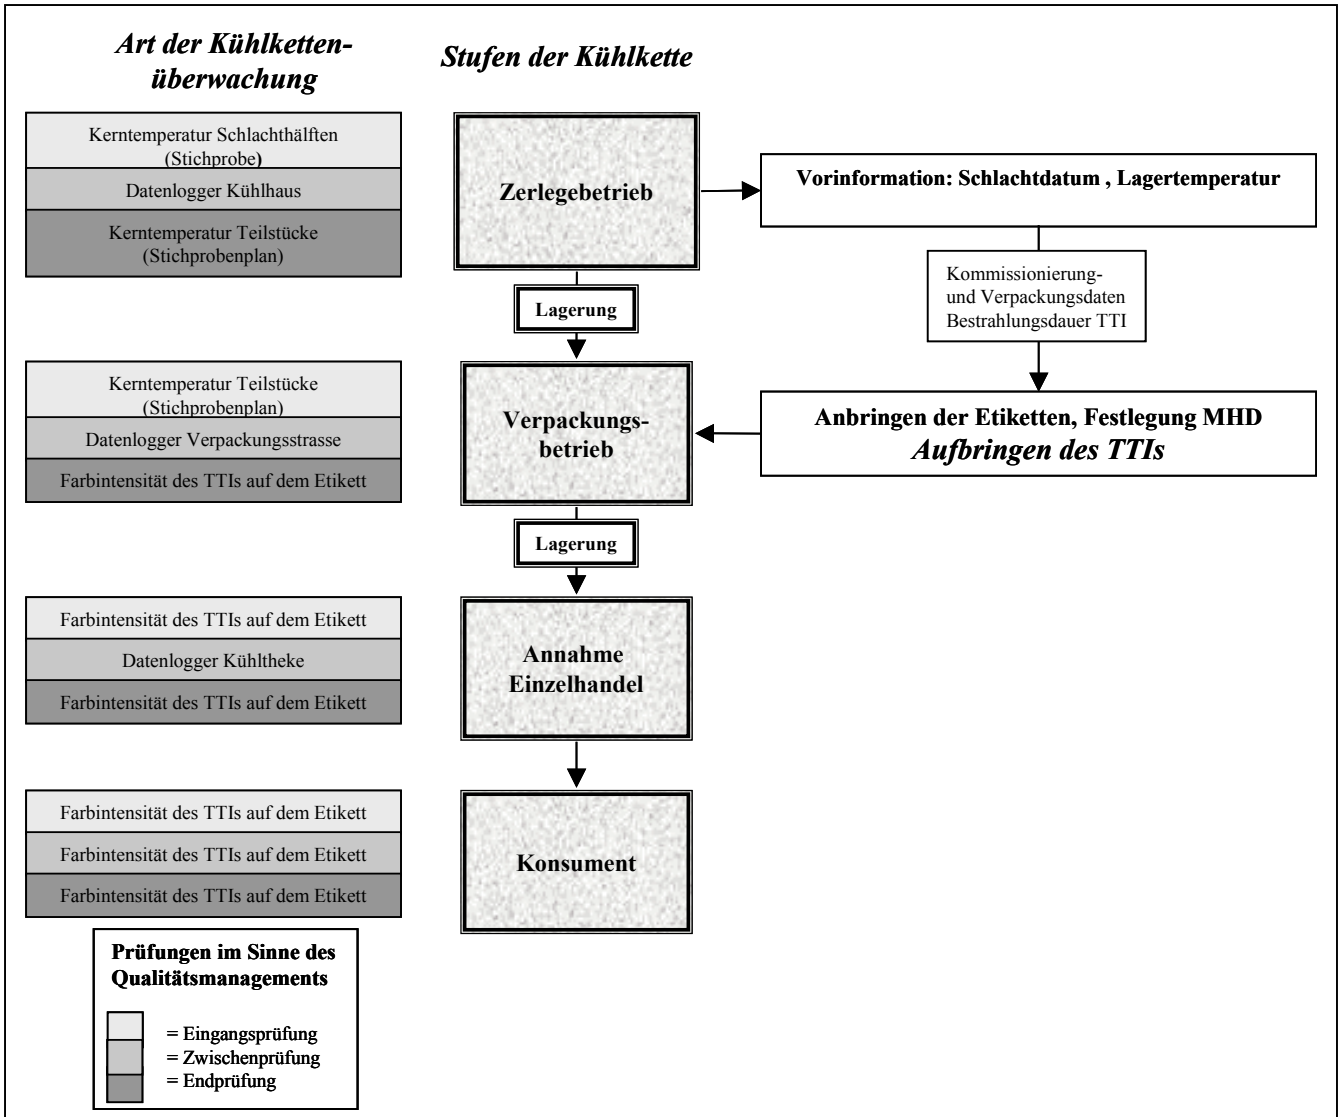 Art der Kühlketten-
überwachung
Stufen der Kühlkette
Kerntemperatur Schlachthälften
(Stichprobe)
Datenlogger Kühlhaus
Kerntemperatur Teilstücke
(Stichprobenplan)
Zerlegebetrieb
Vorinformation: Schlachtdatum , Lagertemperatur
Kommissionierung-
und Verpackungsdaten
Bestrahlungsdauer TTI
Lagerung
Kerntemperatur Teilstücke
(Stichprobenplan)
Datenlogger Verpackungsstrasse
Farbintensität des TTIs auf dem Etikett
Verpackungs-
betrieb
Anbringen der Etiketten, Festlegung MHD
Aufbringen des TTIs
Lagerung
Farbintensität des TTIs auf dem Etikett
Datenlogger Kühltheke
Farbintensität des TTIs auf dem Etikett
Annahme
Einzelhandel
Farbintensität des TTIs auf dem Etikett
Farbintensität des TTIs auf dem Etikett
Farbintensität des TTIs auf dem Etikett
Konsument
Prüfungen im Sinne des
Qualitätsmanagements
= Eingangsprüfung
= Zwischenprüfung
= Endprüfung